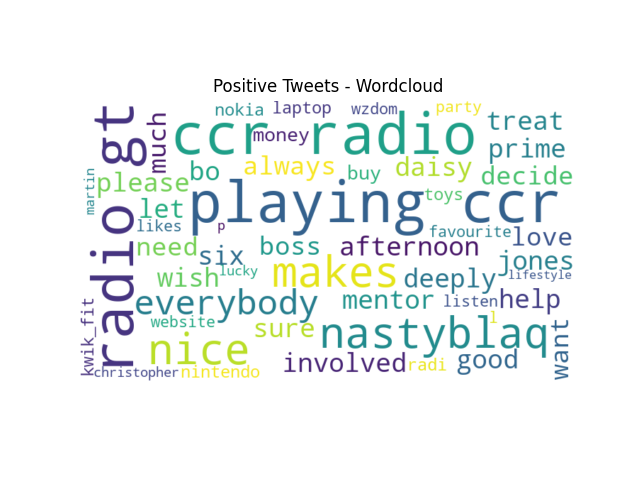 Positive Tweets - Wordcloud
nokia laptop wzdom party
radio gt
much
ccr radio
money
treat
prime
always
daisy
buy
bo
decide
martin
please
playing ccr
toys
let
likes
p
favourite
love
need
six
boss
afternoon
jones
wish
lucky
makes
deeply
lifestyle
everybody
mentor
listen
help
kwik_fit
website
sure
nastyblaq
l
want
nice
involved
radi
good
christopher
nintendo